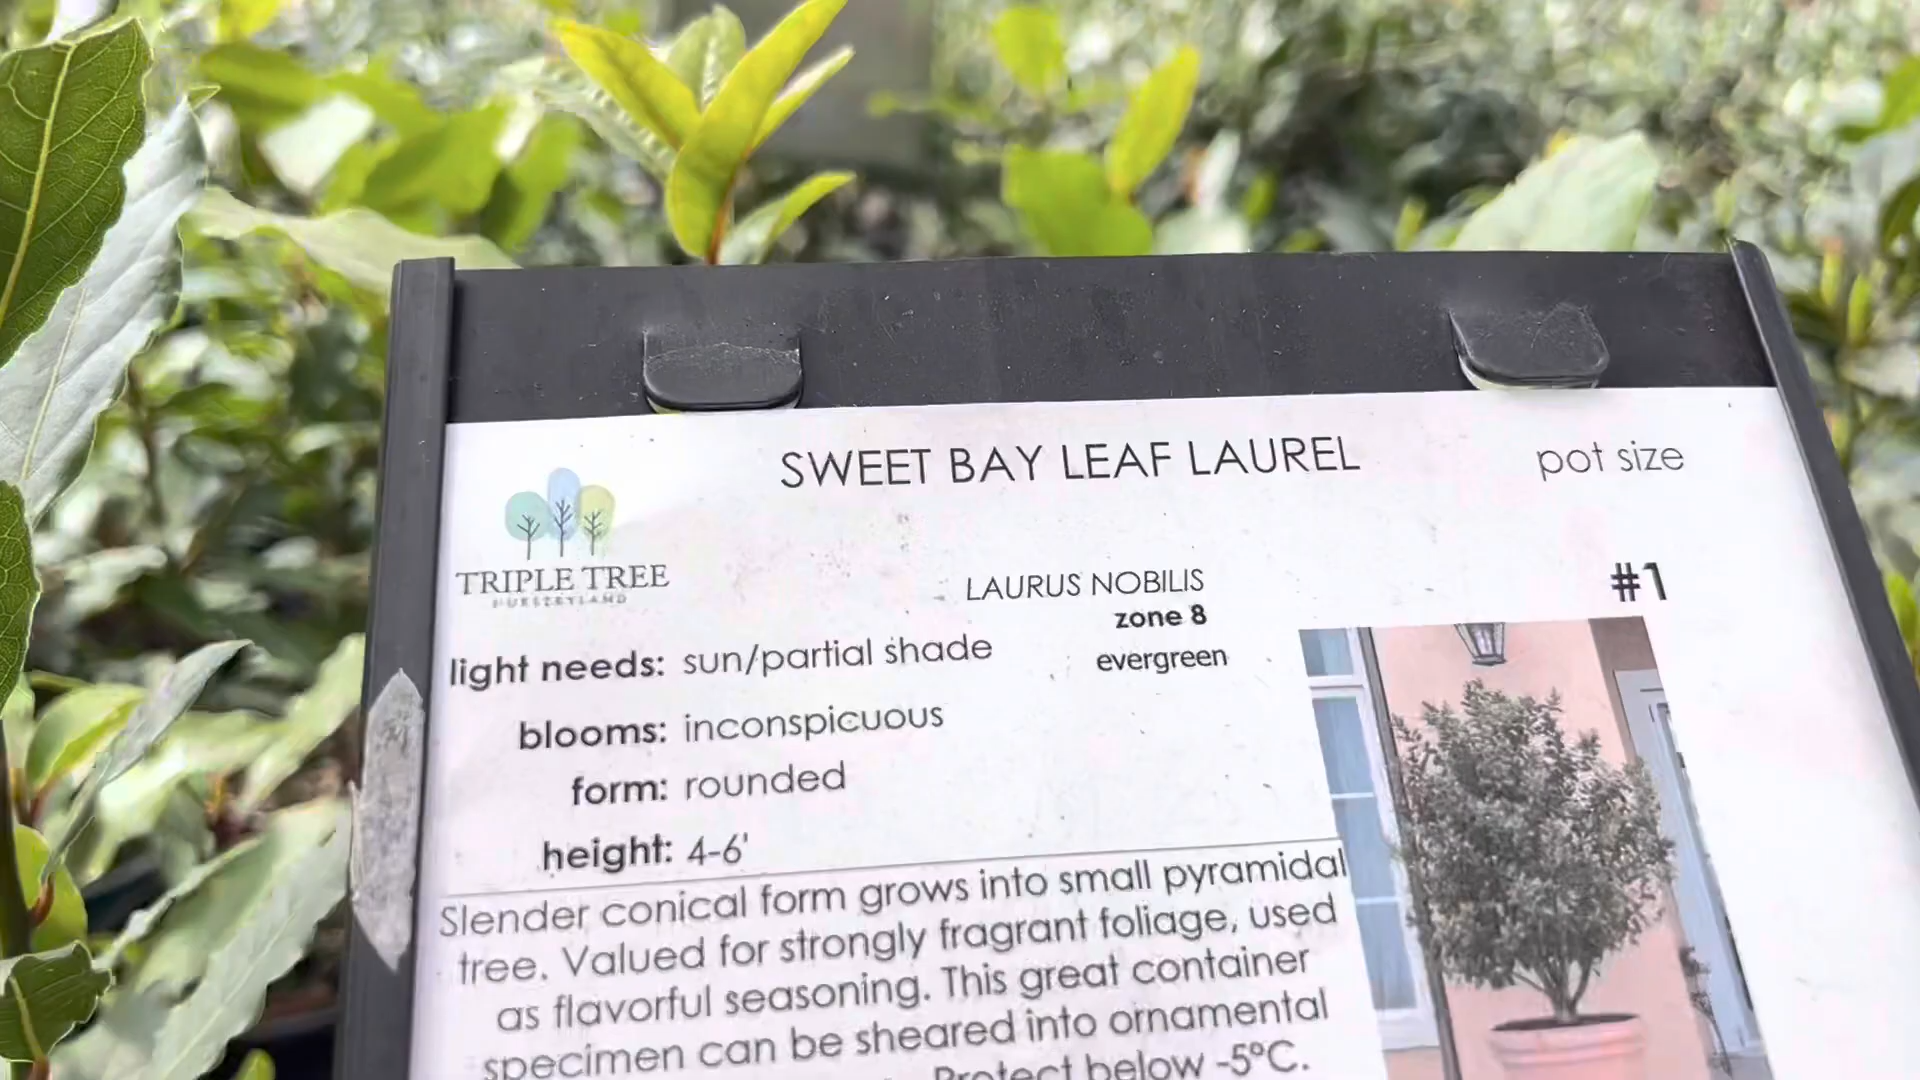 SWEET BAY LEAF LAUREL
pot size
TRIPLE TREE
NURSERYLAND
LAURUS NOBILIS
#1
zone 8
light needs: sun/partial shade
evergreen
blooms: inconspicuous
form: rounded
height: 4-6'
Slender conical form grows into small pyramidal
tree. Valued for strongly fragrant foliage, used
as flavorful seasoning. This great container
specimen can be sheared into ornamental
Protect below -5°C.